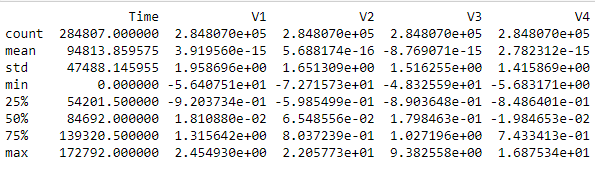 Time V1 V2 V3 V4
count 284807.000000 2.848070e+05 2.848070e+05 2.848070e+05 2.848070e+05
mean 94813.859575 3.919560e-15 5.688174e-16 -8.769071e-15 2.782312e-15
std 47488.145955 1.958696e+00 1.651309e+00 1.516255e+00 1.415869e+00
min 0.000000 -5.640751e+01 -7.271573e+01 -4.832559e+01 -5.683171e+00
25% 54201.500000 -9.203734e-01 -5.985499e-01 -8.903648e-01 -8.486401e-01
50% 84692.000000 1.810880e-02 6.548556e-02 1.798463e-01 -1.984653e-02
75% 139320.500000 1.315642e+00 8.037239e-01 1.027196e+00 7.433413e-01
max 172792.000000 2.454930e+00 2.205773e+01 9.382558e+00 1.687534e+01